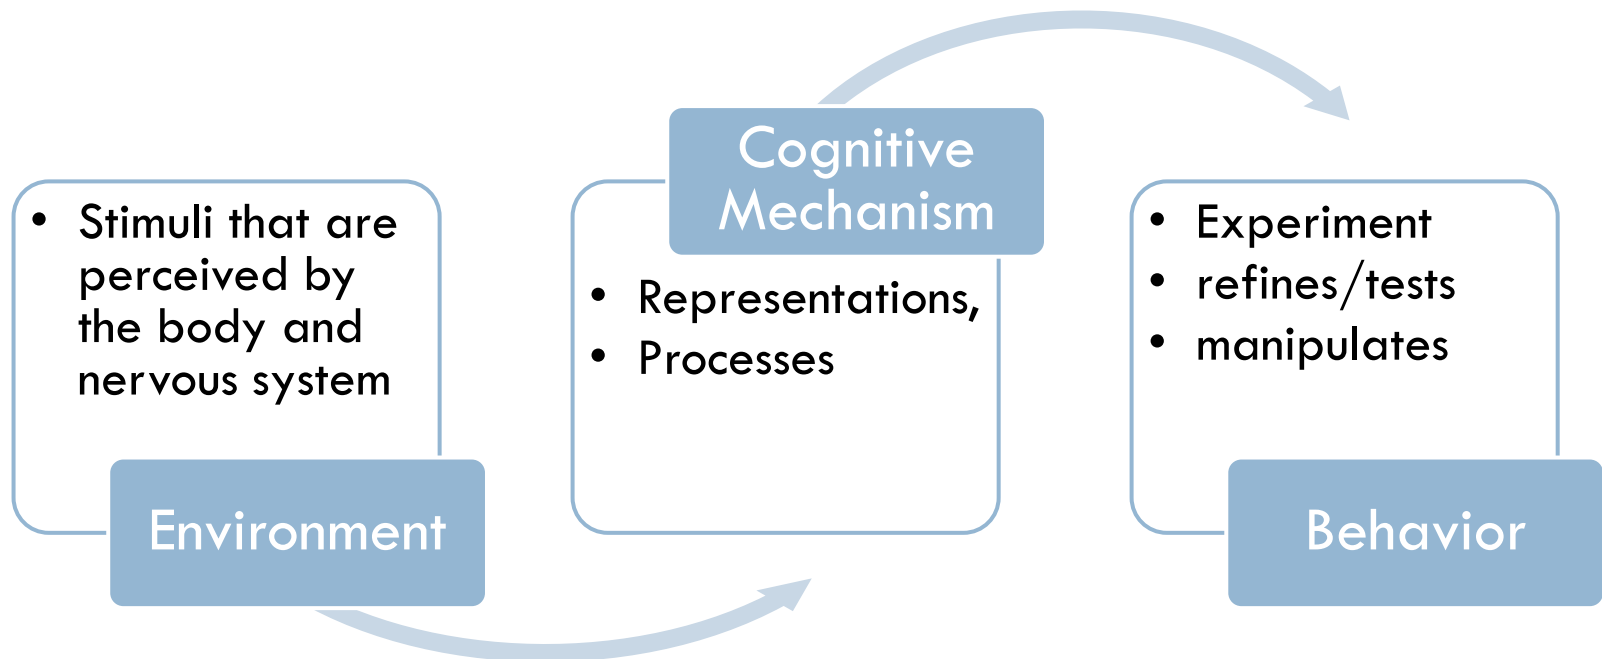 • Stimuli that are
perceived by
the body and
nervous system
Environment
Cognitive
Mechanism
• Representations,
• Processes
• Experiment
• refines/tests
• manipulates
Behavior